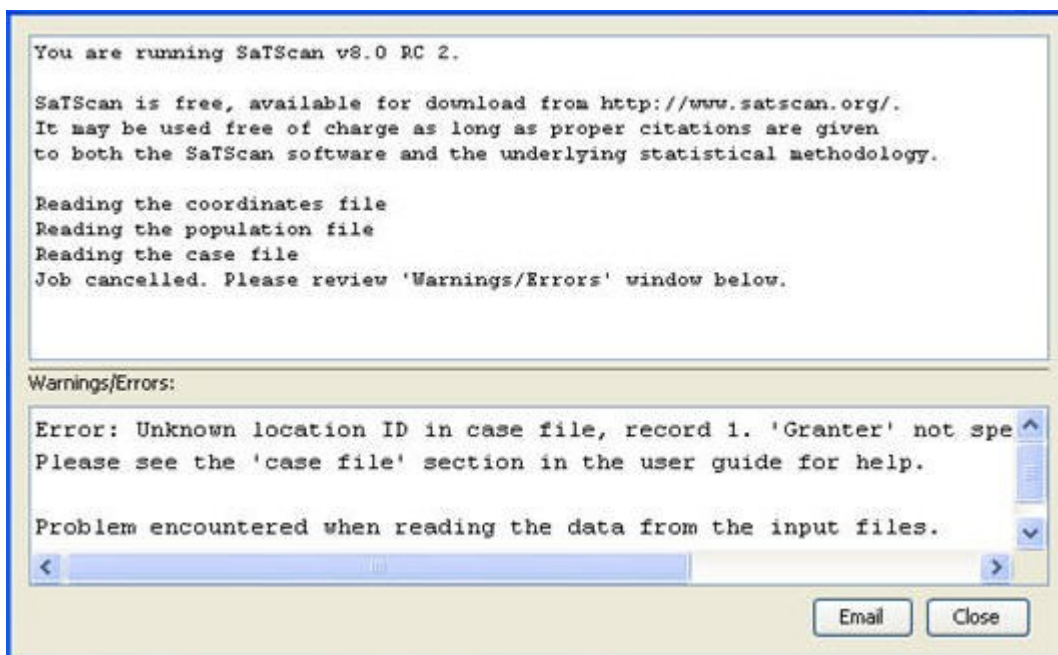 You are running SaTScan v8.0 RC 2.
SaTScan is free, available for download from http://www.satscan.org/.
It may be used free of charge as long as proper citations are given
to both the SaTScan software and the underlying statistical methodology.
Reading the coordinates file
Reading the population file
Reading the case file
Job cancelled. Please review 'Warnings/Errors' window below.
Warnings/Errors:
Error: Unknown location ID in case file, record 1. 'Granter' not spe
Please see the 'case file' section in the user guide for help.
Problem encountered when reading the data from the input files.
Email Close